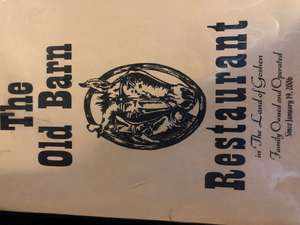 The
Old Barn
Restaurant
in The Land of Goshen
Family Owned and Operated
Since January 19, 2006